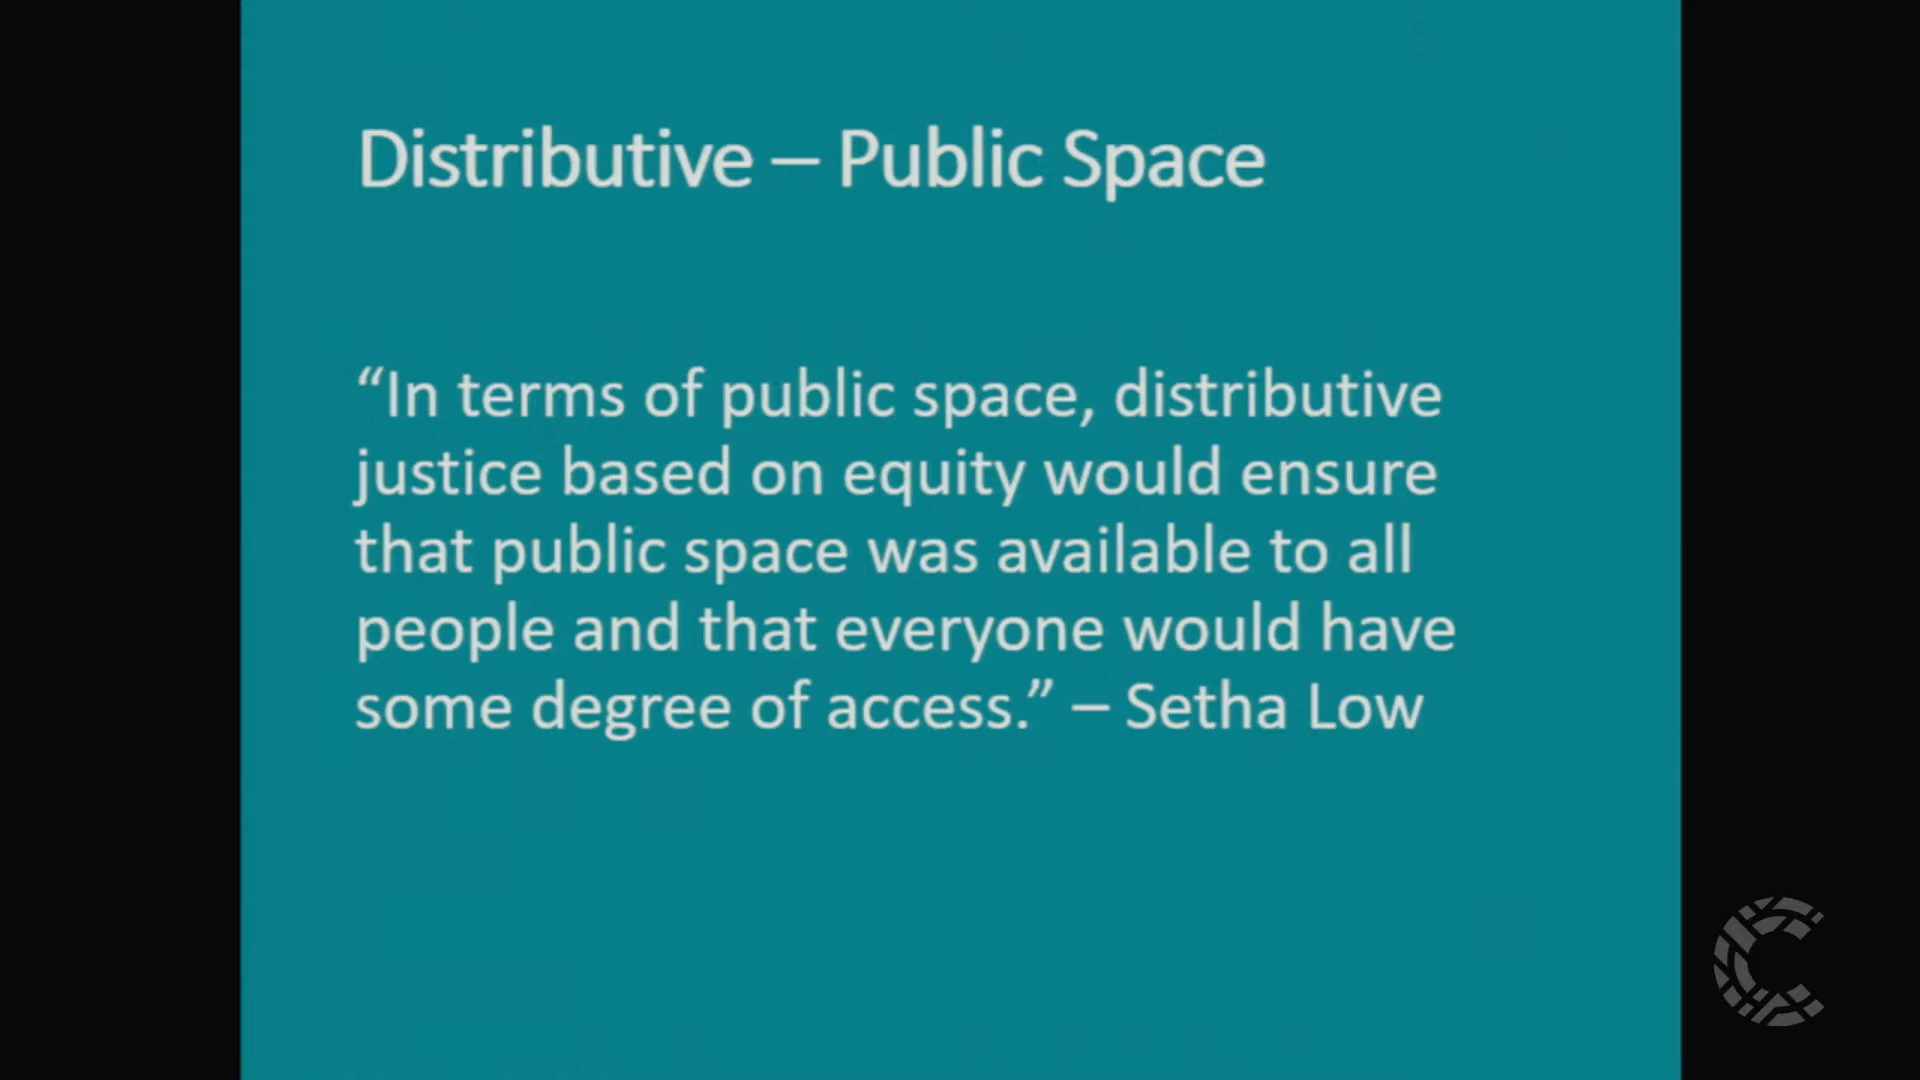 Distributive – Public Space
“In terms of public space, distributive
justice based on equity would ensure
that public space was available to all
people and that everyone would have
some degree of access.” – Setha Low